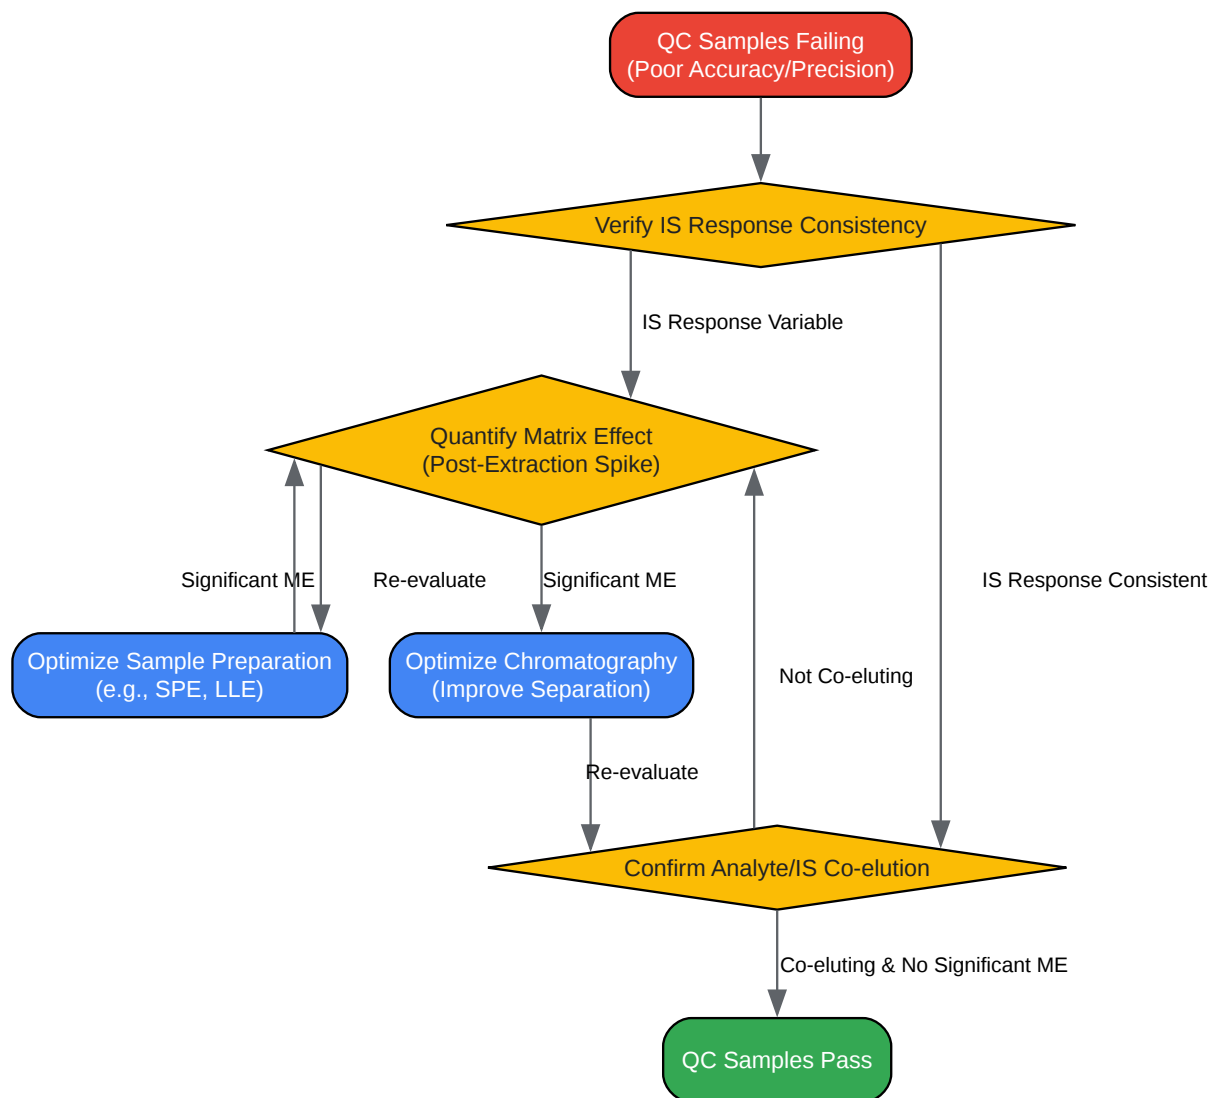 QC Samples Failing
(Poor Accuracy/Precision)
Verify IS Response Consistency
IS Response Variable
Quantify Matrix Effect
(Post-Extraction Spike)
Significant ME
Re-evaluate
Significant ME
IS Response Consistent
Optimize Sample Preparation
(e.g., SPE, LLE)
Optimize Chromatography
(Improve Separation)
Not Co-eluting
Re-evaluate
Confirm Analyte/IS Co-elution
Co-eluting & No Significant ME
QC Samples Pass